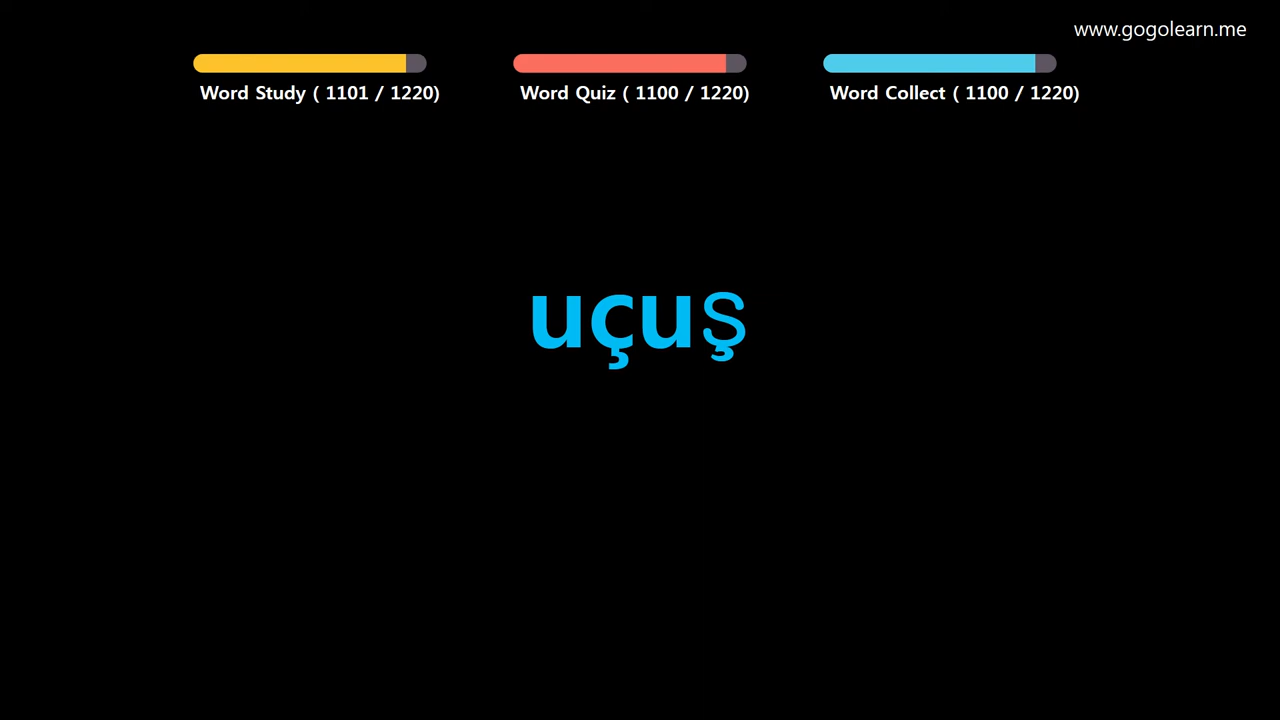 www.gogolearn.me
Word Study ( 1101 / 1220)
Word Quiz ( 1100 / 1220)
Word Collect ( 1100 / 1220)
uçuş